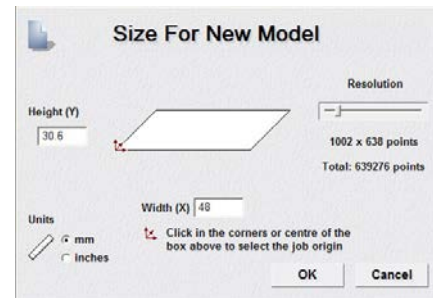 Size For New Model
Resolution
Height (Y)
30.6
1002 x 638 points
Total: 639276 points
Width (X) 48
Units
mm
inches
Click in the corners or centre of the
box above to select the job origin
OK Cancel